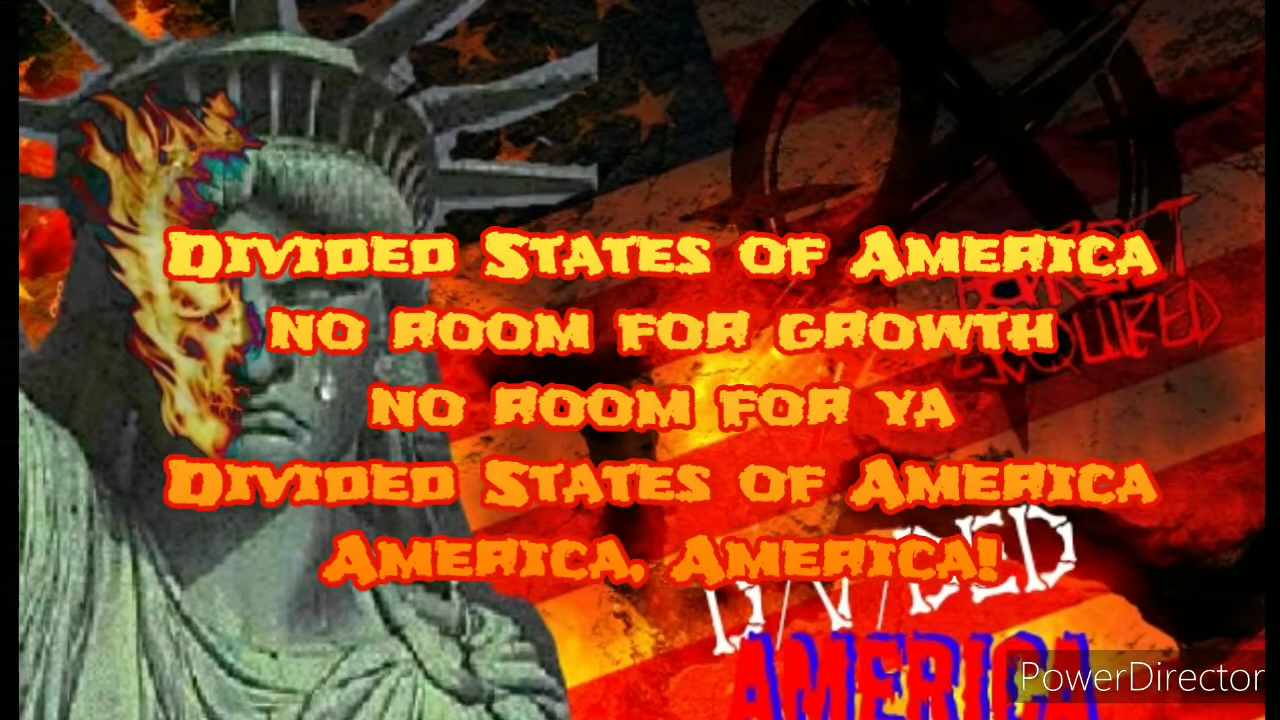 Divided States of America
no room for growth
no room for ya
Divided States of America
America, America!
DIVIDED
AMERICA
PowerDirector